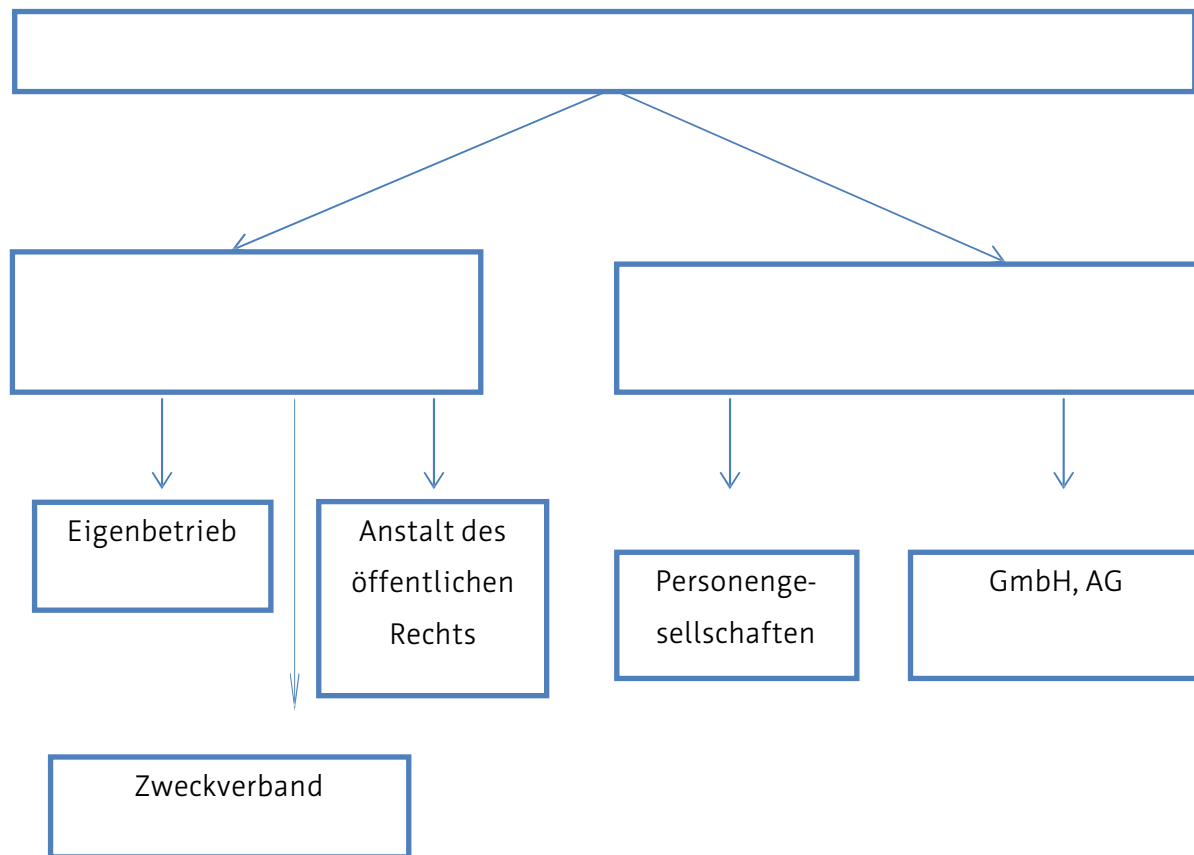 Eigenbetrieb
Anstalt des
öffentlichen
Rechts
Personenge-
sellschaften
GmbH, AG
Zweckverband